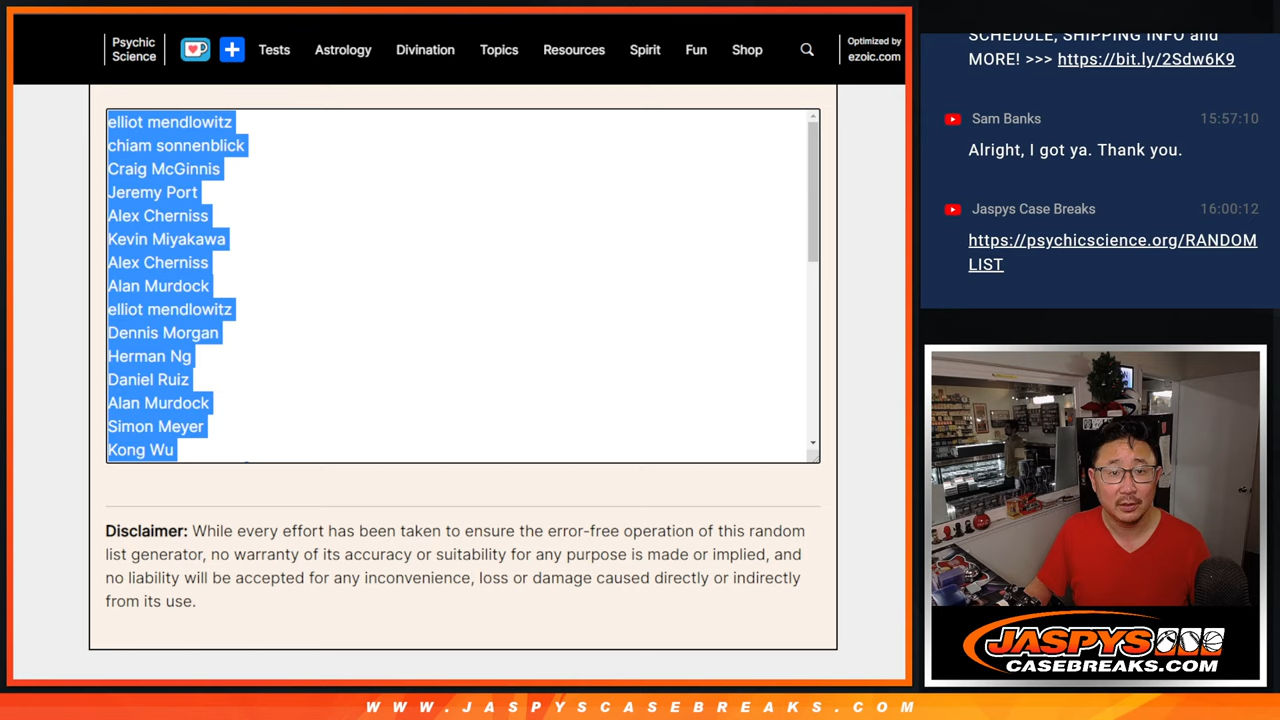 Psychic
Science
Tests
Astrology
Divination
Topics
Resources
Spirit
Fun
Shop
Optimized by
ezoic.com
elliot mendlowitz
chiam sonnenblick
Craig McGinnis
Jeremy Port
Alex Cherniss
Kevin Miyakawa
Alex Cherniss
Alan Murdock
elliot mendlowitz
Dennis Morgan
Herman Ng
Daniel Ruiz
Alan Murdock
Simon Meyer
Kong Wu
Disclaimer: While every effort has been taken to ensure the error-free operation of this random
list generator, no warranty of its accuracy or suitability for any purpose is made or implied, and
no liability will be accepted for any inconvenience, loss or damage caused directly or indirectly
from its use.
SCHEDULE, SHIPPING INFO and
MORE! >>> https://bit.ly/2Sdw6K9
Sam Banks 15:57:10
Alright, I got ya. Thank you.
Jaspys Case Breaks 16:00:12
https://psychicscience.org/RANDOM
LIST
JASPYS
CASEBREAKS.COM
WWW.JASPYSCASEBREAKS.COM